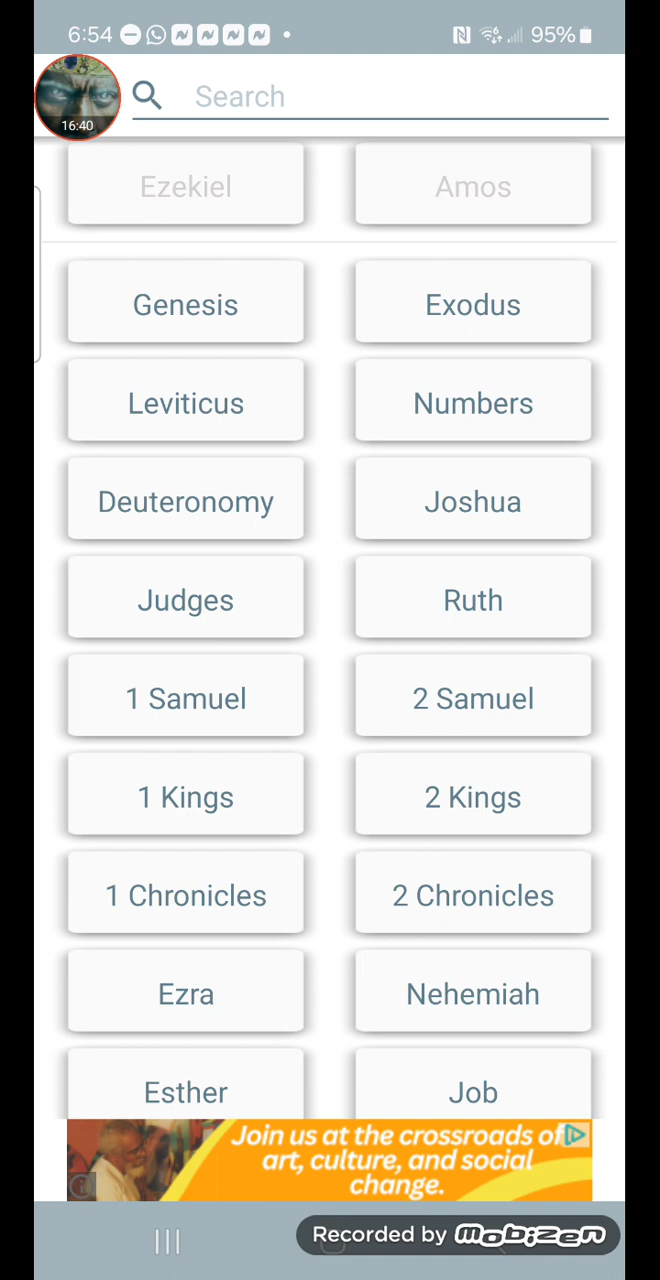 6:54
95%
16:40
Search
Ezekiel Amos
Genesis Exodus
Leviticus Numbers
Deuteronomy Joshua
Judges Ruth
1 Samuel 2 Samuel
1 Kings 2 Kings
1 Chronicles 2 Chronicles
Ezra Nehemiah
Esther Job
Join us at the crossroads of
art, culture, and social
change.
Recorded by mobizen